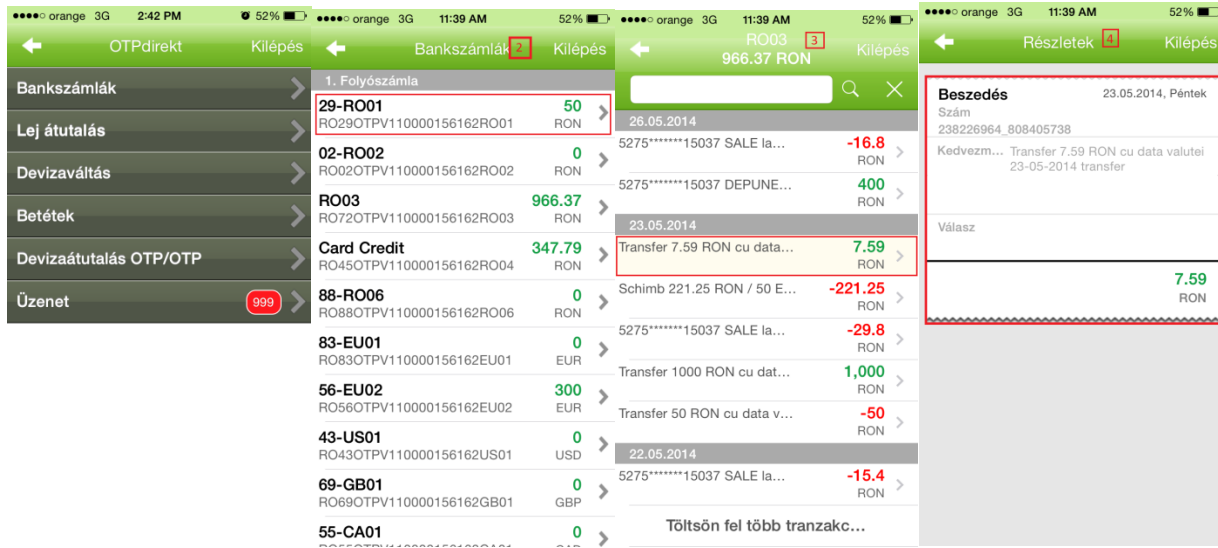 ●●●●○ orange 3G 2:42 PM 52%
OTPdirekt Kilépés
Bankszámlák
Lej átutalás
Devizaváltás
Betétek
Devizaátutalás OTP/OTP
Üzenet 999
●●●●○ orange 3G 11:39 AM 52%
Bankszámlák 2 Kilépés
1. Folyószámla
29-RO01 50
RO29OTPV110000156162RO01 RON
02-RO02 0
RO02OTPV110000156162RO02 RON
RO03 966.37
RO72OTPV110000156162RO03 RON
Card Credit 347.79
RO45OTPV110000156162RO04 RON
88-RO06 0
RO88OTPV110000156162RO06 RON
83-EU01 0
RO83OTPV110000156162EU01 EUR
56-EU02 300
RO56OTPV110000156162EU02 EUR
43-US01 0
RO43OTPV110000156162US01 USD
69-GB01 0
RO69OTPV110000156162GB01 GBP
55-CA01 0
●●●●○ orange 3G 11:39 AM 52%
RO03 3
966.37 RON Kilépés
26.05.2014
5275*******15037 SALE la... -16.8
RON
5275*******15037 DEPUNE... 400
RON
23.05.2014
Transfer 7.59 RON cu data... 7.59
RON
Schimb 221.25 RON / 50 E... -221.25
RON
5275*******15037 SALE la... -29.8
RON
Transfer 1000 RON cu dat... 1,000
RON
Transfer 50 RON cu data v... -50
RON
22.05.2014
5275*******15037 SALE la... -15.4
RON
Töltsön fel több tranzakc...
●●●●○ orange 3G 11:39 AM 52%
Részletek 4 Kilépés
Beszedés 23.05.2014, Péntek
Szám
238226964_808405738
Kedvezm... Transfer 7.59 RON cu data valutei
23-05-2014 transfer
Válasz
7.59
RON